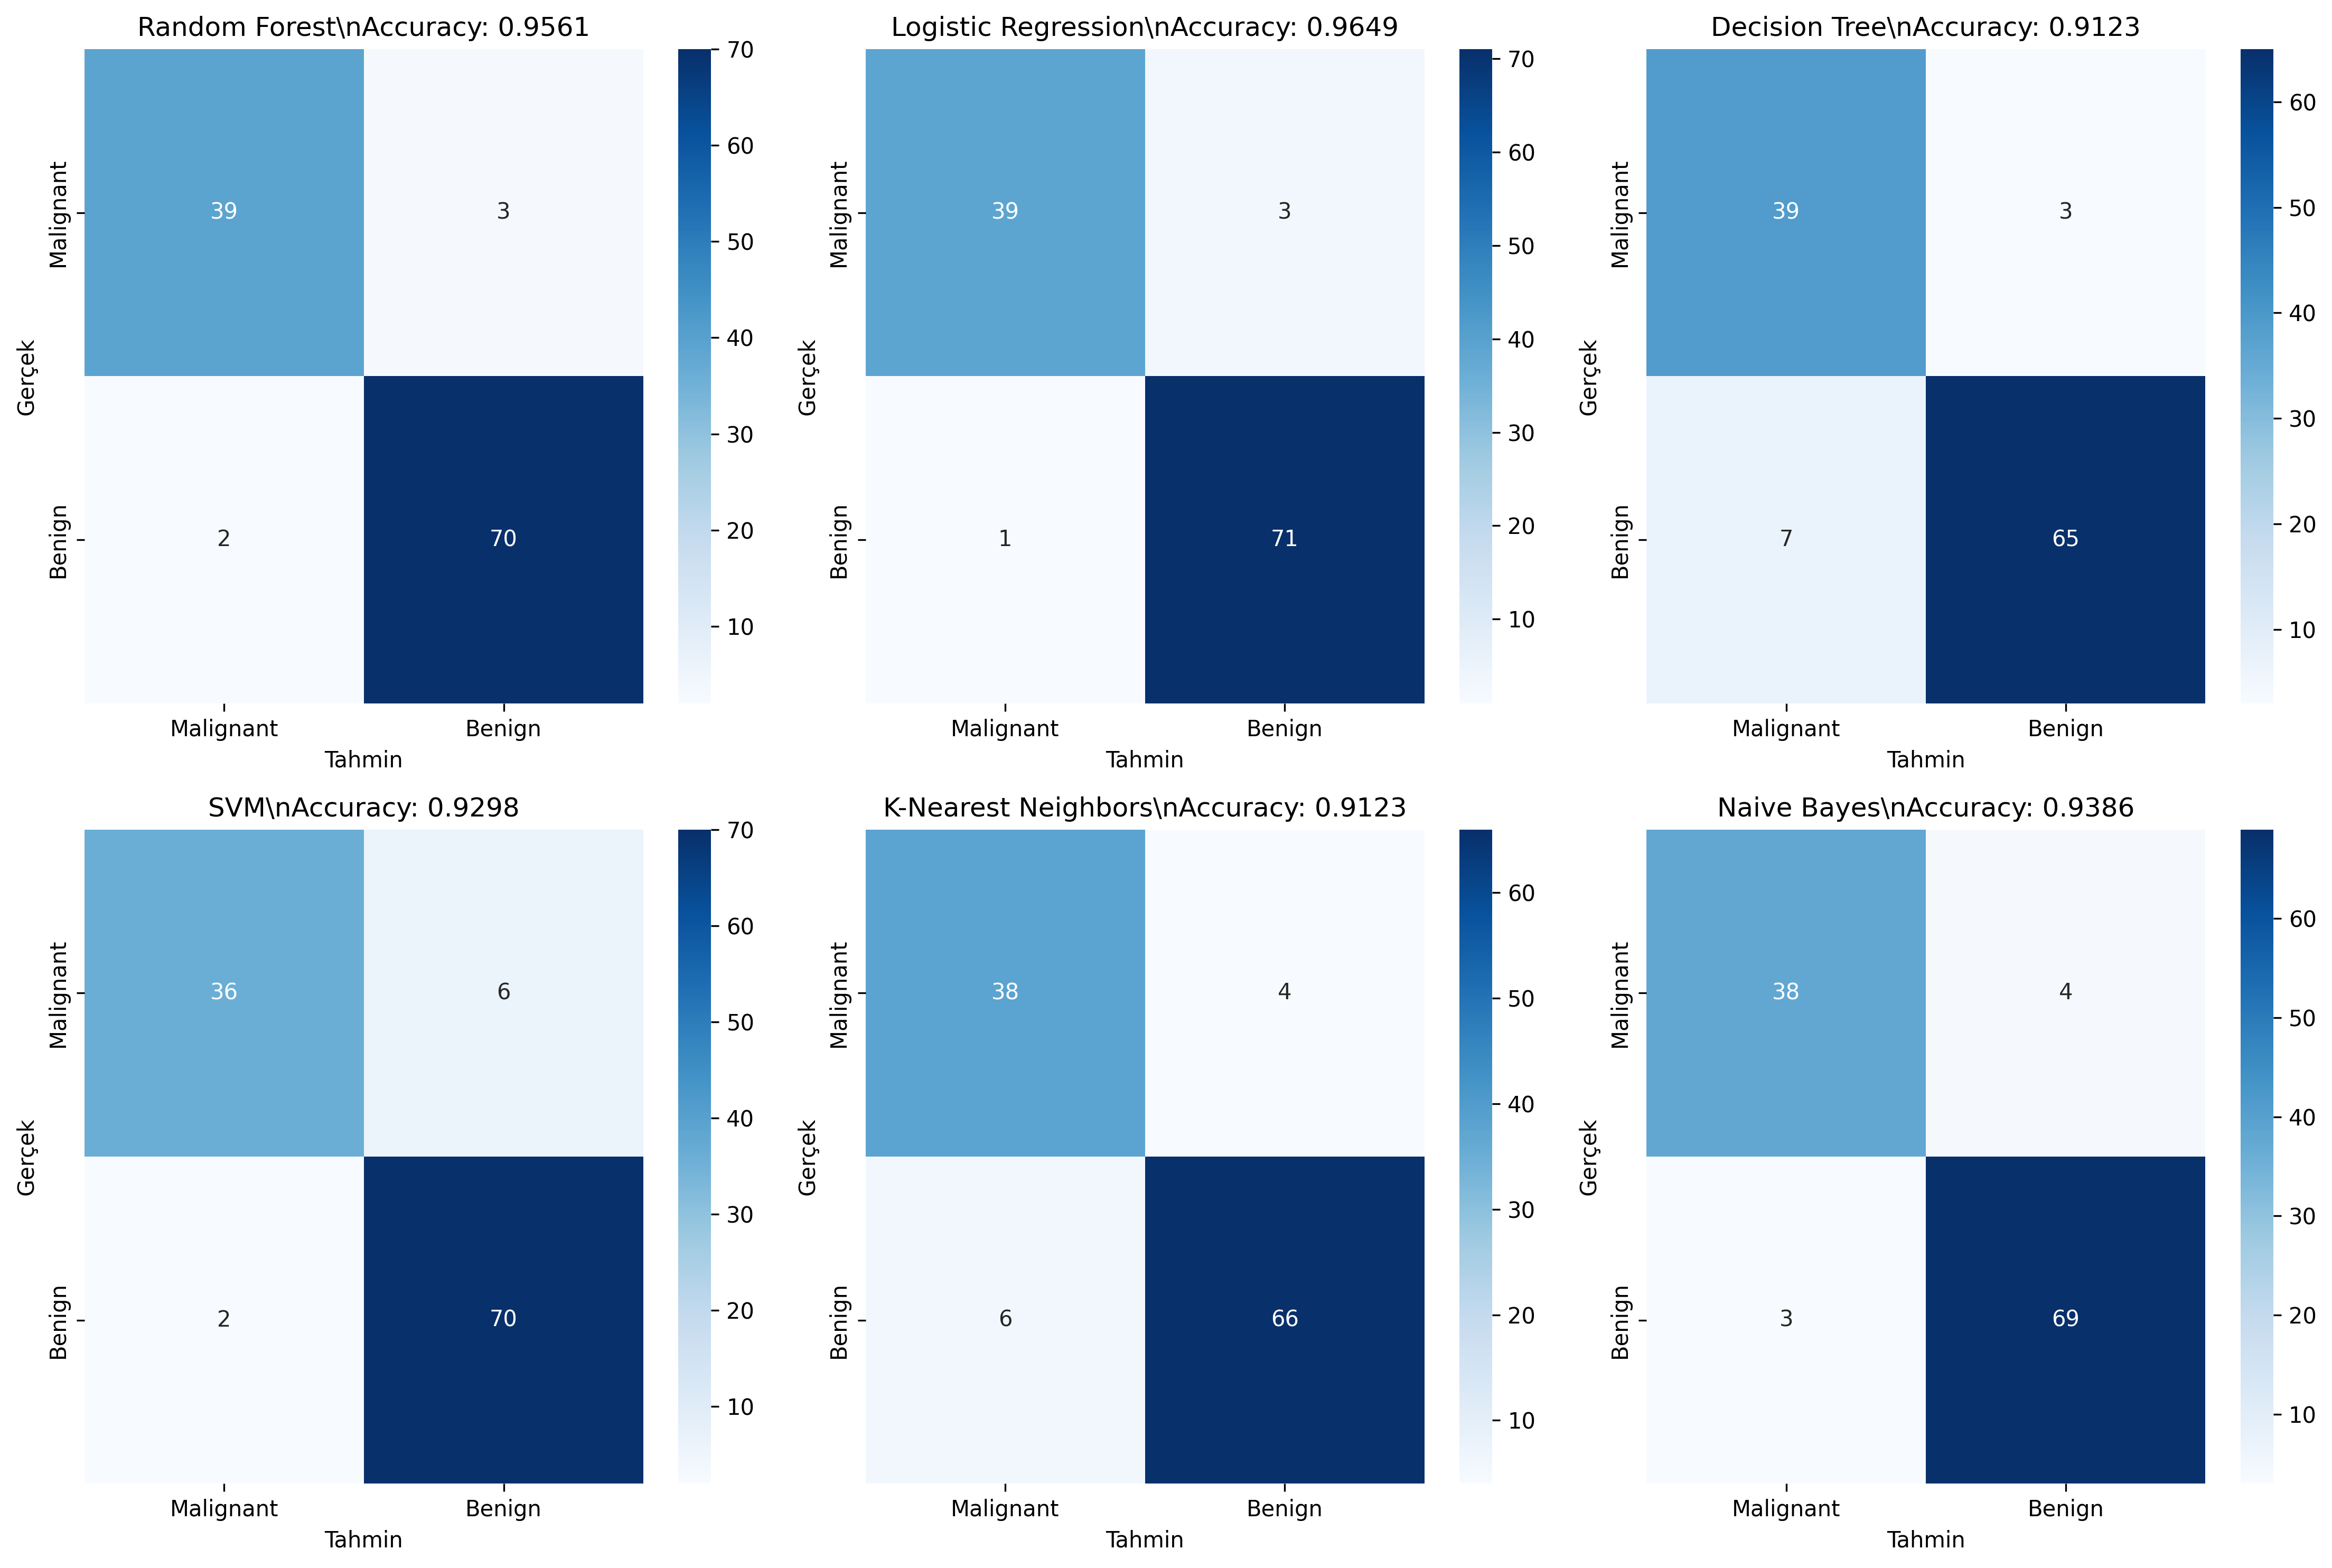 Random Forest\nAccuracy: 0.9561
Gerçek
Malignant
Benign
39
3
2
70
Malignant
Benign
Tahmin
70
60
50
40
30
20
10
Logistic Regression\nAccuracy: 0.9649
Gerçek
Malignant
Benign
39
3
1
71
Malignant
Benign
Tahmin
70
60
50
40
30
20
10
Decision Tree\nAccuracy: 0.9123
Gerçek
Malignant
Benign
39
3
7
65
Malignant
Benign
Tahmin
60
50
40
30
20
10
SVM\nAccuracy: 0.9298
Gerçek
Malignant
Benign
36
6
2
70
Malignant
Benign
Tahmin
70
60
50
40
30
20
10
K-Nearest Neighbors\nAccuracy: 0.9123
Gerçek
Malignant
Benign
38
4
6
66
Malignant
Benign
Tahmin
60
50
40
30
20
10
Naive Bayes\nAccuracy: 0.9386
Gerçek
Malignant
Benign
38
4
3
69
Malignant
Benign
Tahmin
60
50
40
30
20
10